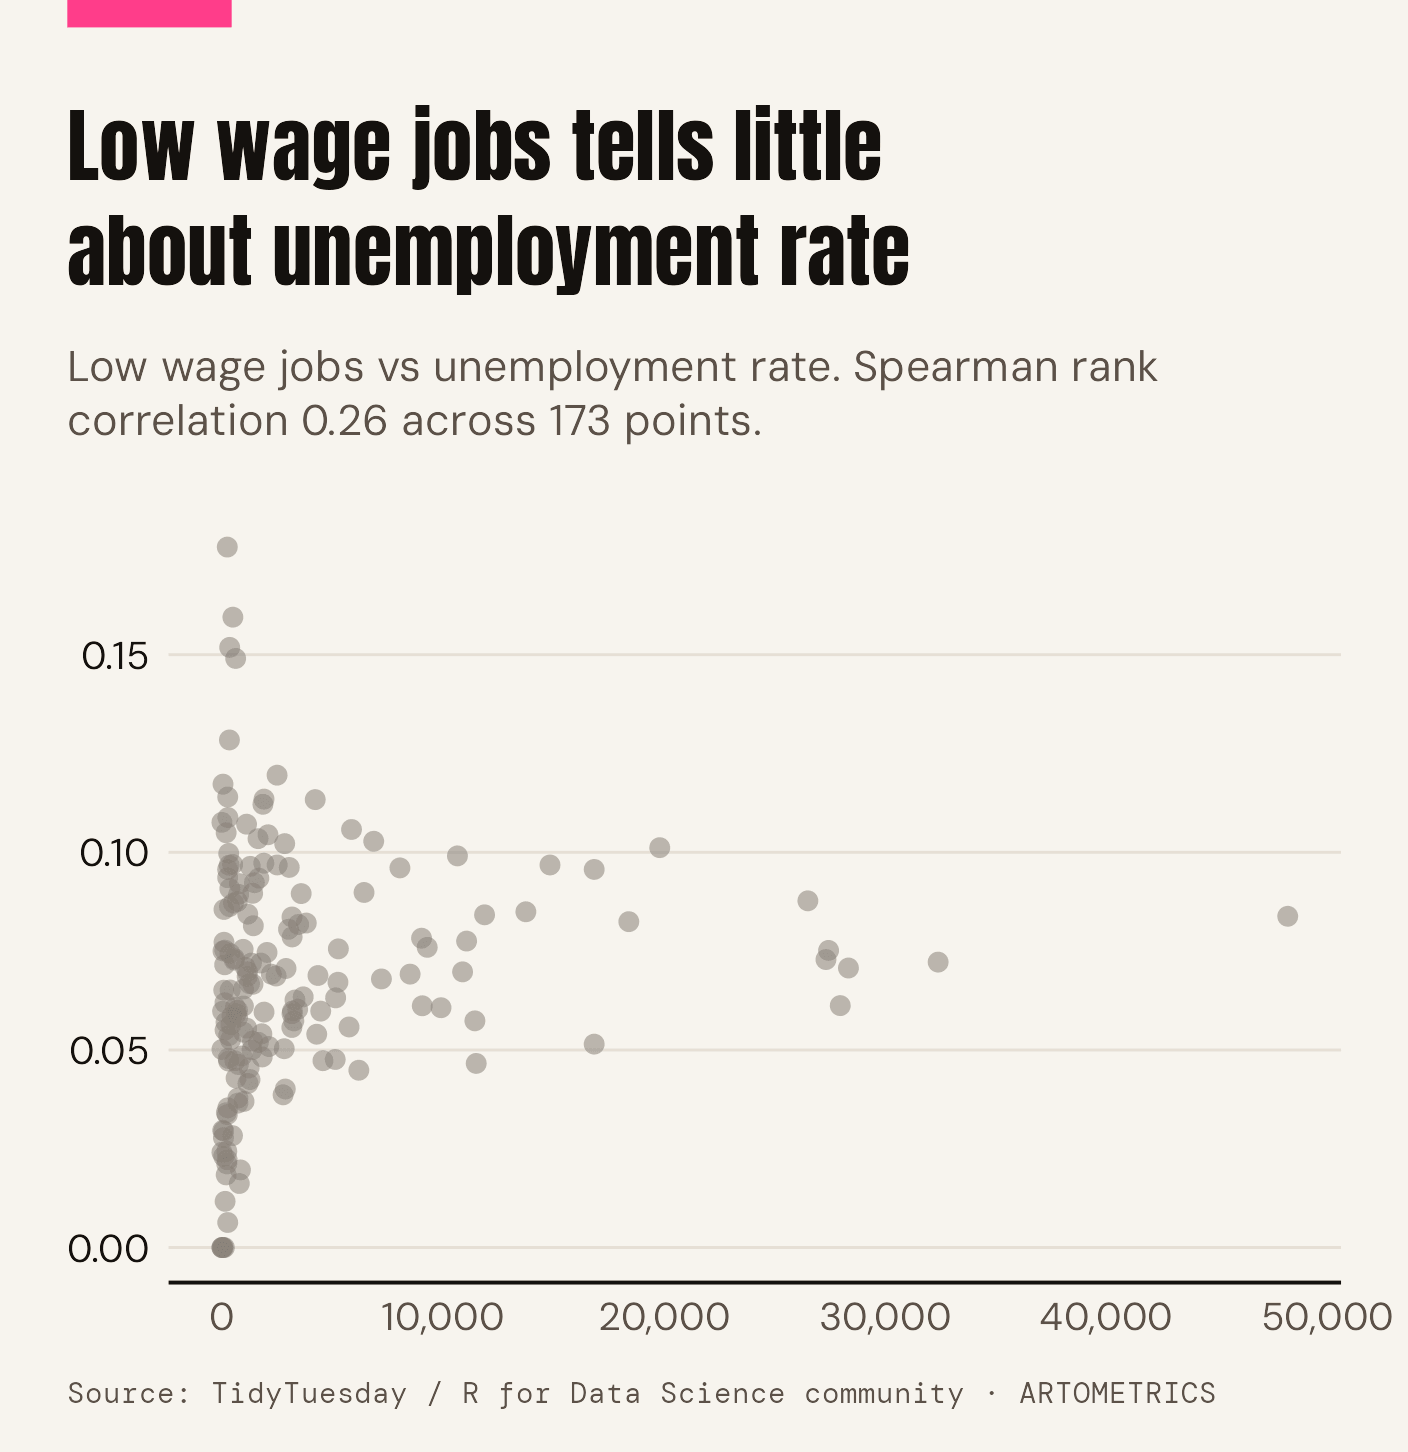 Low wage jobs tells little
about unemployment rate
Low wage jobs vs unemployment rate. Spearman rank
correlation 0.26 across 173 points.
0.15
0.10
0.05
0.00
0 10,000 20,000 30,000 40,000 50,000
Source: TidyTuesday / R for Data Science community · ARTOMETRICS